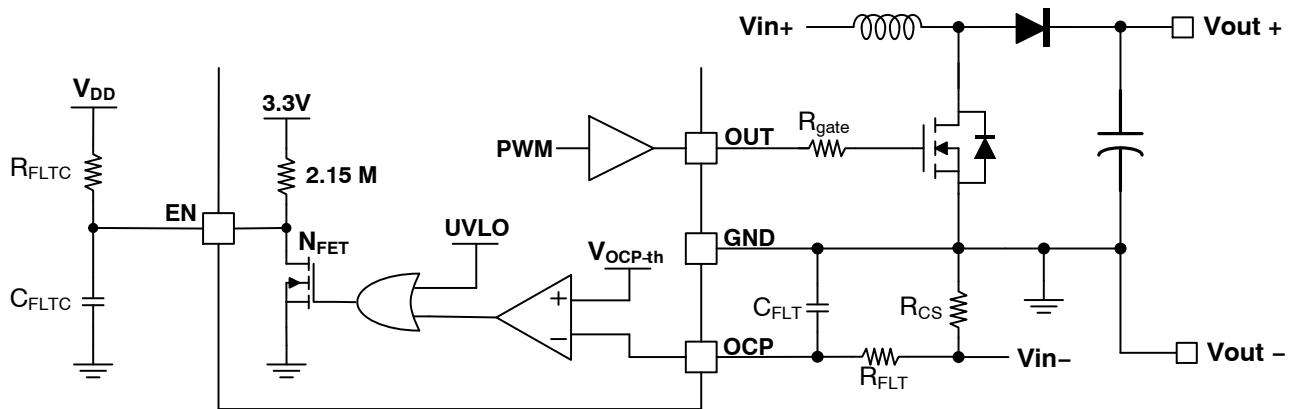 Vin+
Vout +
VDD
3.3V
PWM
OUT
Rgate
RFLTC
2.15 M
EN
NFET
UVLO
GND
VOCP-th
CFLTC
+
−
CFLT
RCS
OCP
RFLT
Vin−
Vout −